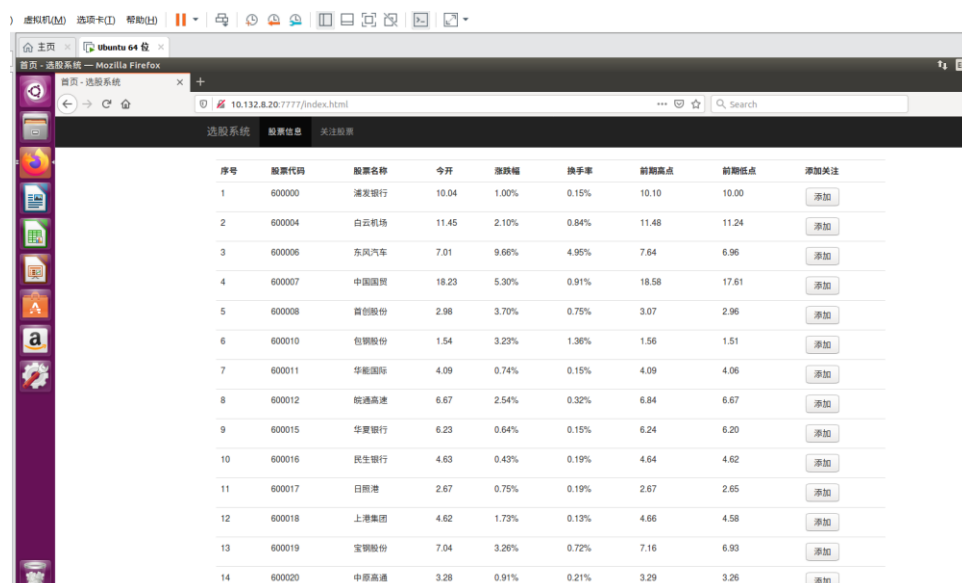 ) 虚拟机(M) 选项卡(T) 帮助(H)
主页 Ubuntu 64 位
首页 - 选股系统 — Mozilla Firefox
首页 - 选股系统
10.132.8.20:7777/index.html Search
选股系统 股票信息 关注股票
序号 股票代码 股票名称 今开 涨跌幅 换手率 前期高点 前期低点 添加关注
1 600000 浦发银行 10.04 1.00% 0.15% 10.10 10.00 添加
2 600004 白云机场 11.45 2.10% 0.84% 11.48 11.24 添加
3 600006 东风汽车 7.01 9.66% 4.95% 7.64 6.96 添加
4 600007 中国国贸 18.23 5.30% 0.91% 18.58 17.61 添加
5 600008 首创股份 2.98 3.70% 0.75% 3.07 2.96 添加
6 600010 包钢股份 1.54 3.23% 1.36% 1.56 1.51 添加
7 600011 华能国际 4.09 0.74% 0.15% 4.09 4.06 添加
8 600012 皖通高速 6.67 2.54% 0.32% 6.84 6.67 添加
9 600015 华夏银行 6.23 0.64% 0.15% 6.24 6.20 添加
10 600016 民生银行 4.63 0.43% 0.19% 4.64 4.62 添加
11 600017 日照港 2.67 0.75% 0.19% 2.67 2.65 添加
12 600018 上港集团 4.62 1.73% 0.13% 4.66 4.58 添加
13 600019 宝钢股份 7.04 3.26% 0.72% 7.16 6.93 添加
14 600020 中原高速 3.28 0.91% 0.21% 3.29 3.26 添加